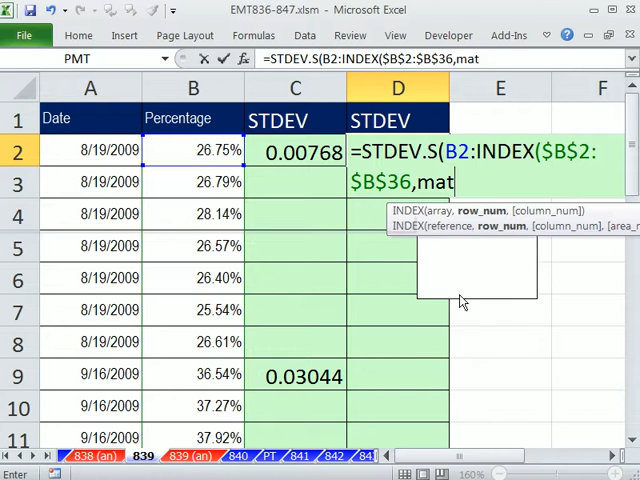 EMT836-847.xlsm - Microsoft Excel
File Home Insert Page Layout Formulas Data Review View Developer Add-Ins
PMT =STDEV.S(B2:INDEX($B$2:$B$36,mat
A B C D E F
1 Date Percentage STDEV STDEV
2 8/19/2009 26.75% 0.00768 =STDEV.S(B2:INDEX($B$2:
3 8/19/2009 26.79% $B$36,mat
INDEX(array, row_num, [column_num])
4 8/19/2009 28.14%
INDEX(reference, row_num, [column_num], [area_n
5 8/19/2009 26.57%
6 8/19/2009 26.40%
7 8/19/2009 25.54%
8 8/19/2009 26.61%
9 9/16/2009 36.54% 0.03044
10 9/16/2009 37.27%
11 9/16/2009 37.92%
838 (an) 839 839 (an) 840 PT 841 842
Enter 160%